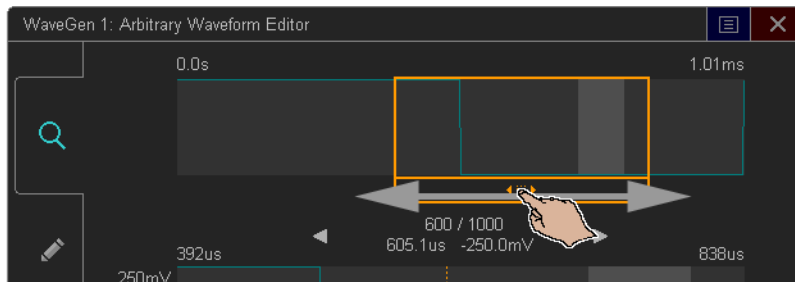 WaveGen 1: Arbitrary Waveform Editor
0.0s 1.01ms
600 / 1000
605.1us -250.0mV
392us 838us
250mV